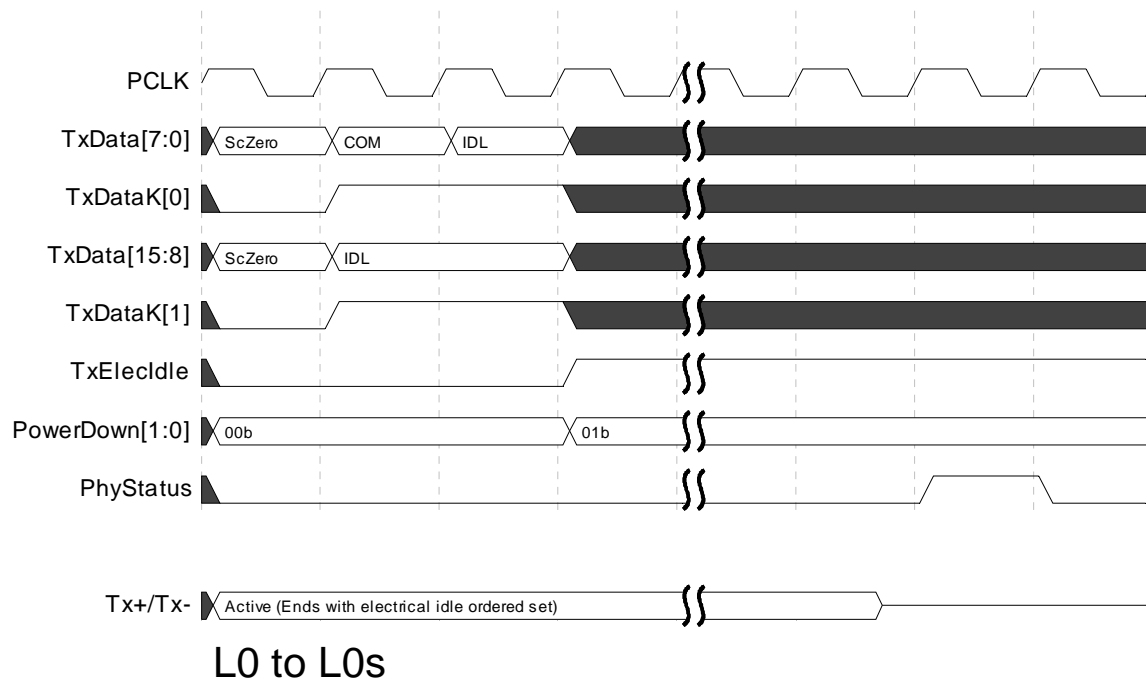 PCLK
TxData[7:0] ScZero COM IDL
TxDataK[0]
TxData[15:8] ScZero IDL
TxDataK[1]
TxElecIdle
PowerDown[1:0] 00b 01b
PhyStatus
Tx+/Tx- Active (Ends with electrical idle ordered set)
L0 to L0s